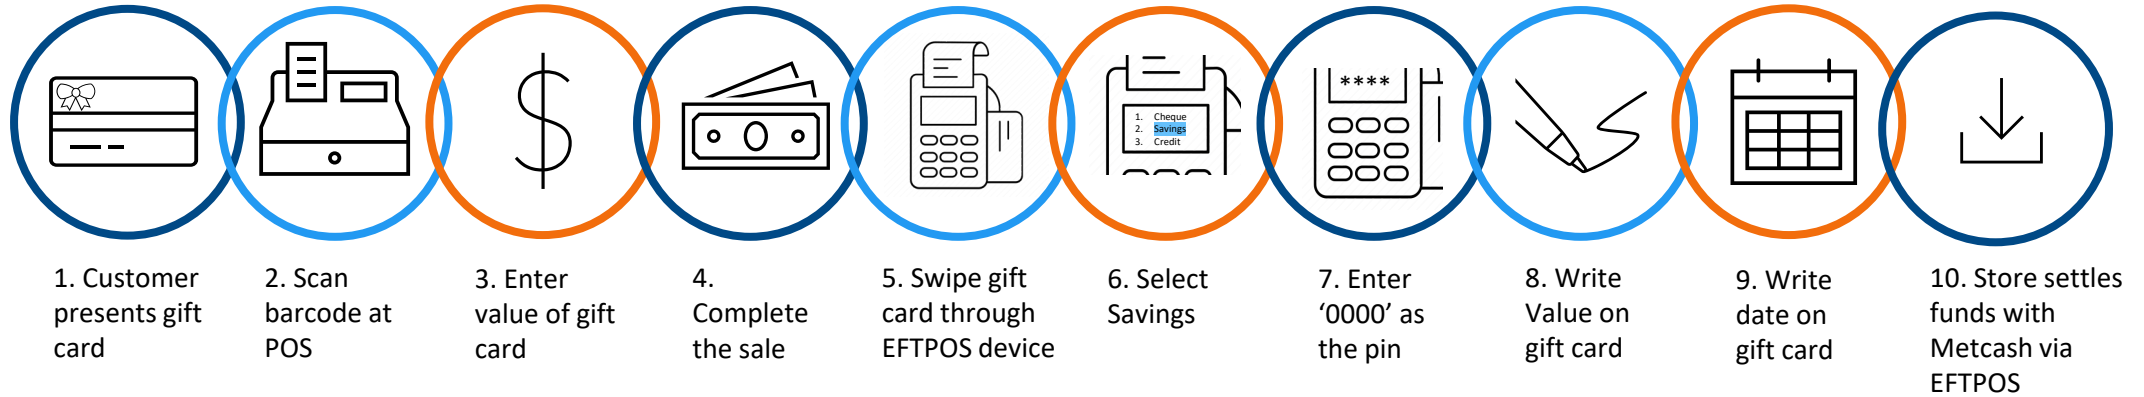 ****
1. Cheque
2. Savings
3. Credit
1. Customer
presents gift
card
2. Scan
barcode at
POS
3. Enter
value of gift
card
4.
Complete
the sale
5. Swipe gift
card through
EFTPOS device
6. Select
Savings
7. Enter
‘0000’ as
the pin
8. Write
Value on
gift card
9. Write
date on
gift card
10. Store settles
funds with
Metcash via
EFTPOS